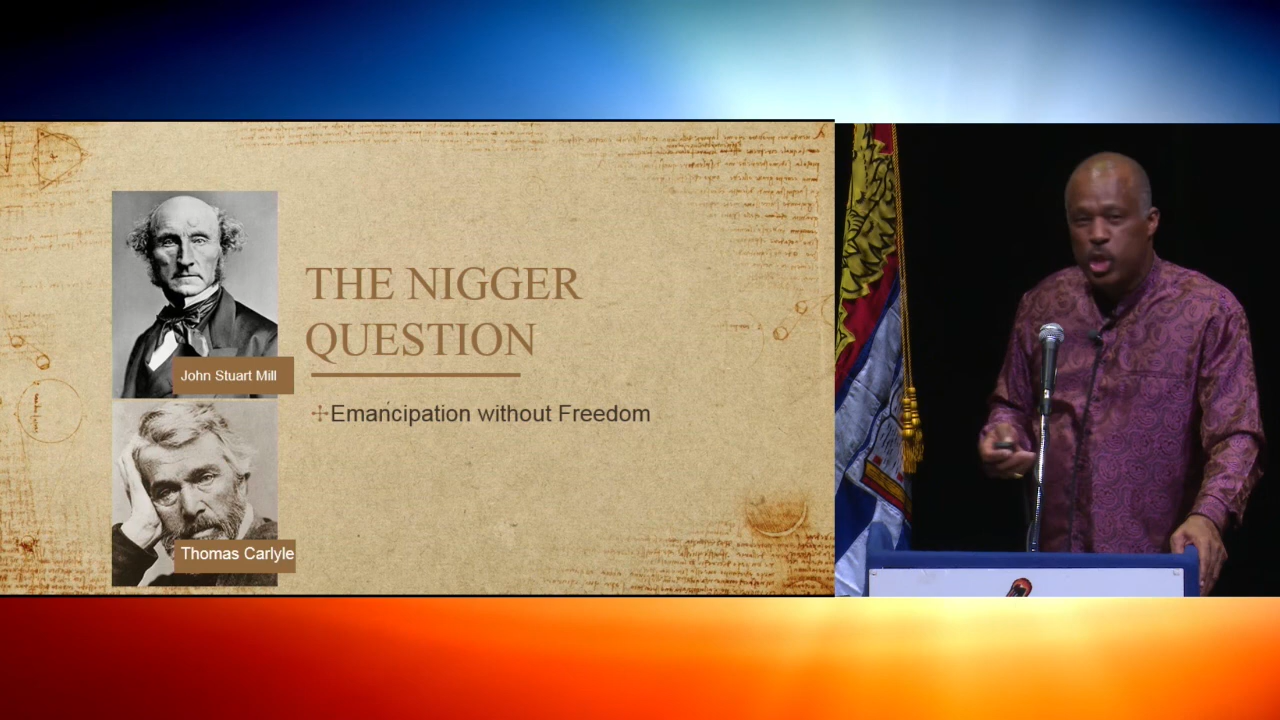 THE NIGGER
QUESTION
John Stuart Mill
Emancipation without Freedom
Thomas Carlyle